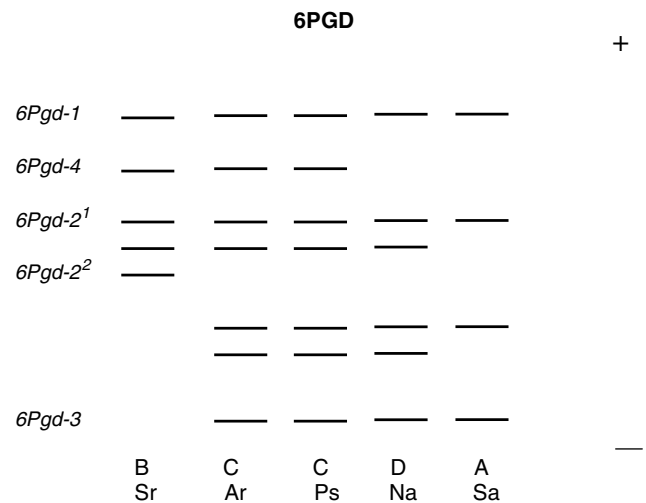 6PGD
+
6Pgd-1
6Pgd-4
6Pgd-2¹
6Pgd-2²
6Pgd-3
—
B C C D A
Sr Ar Ps Na Sa